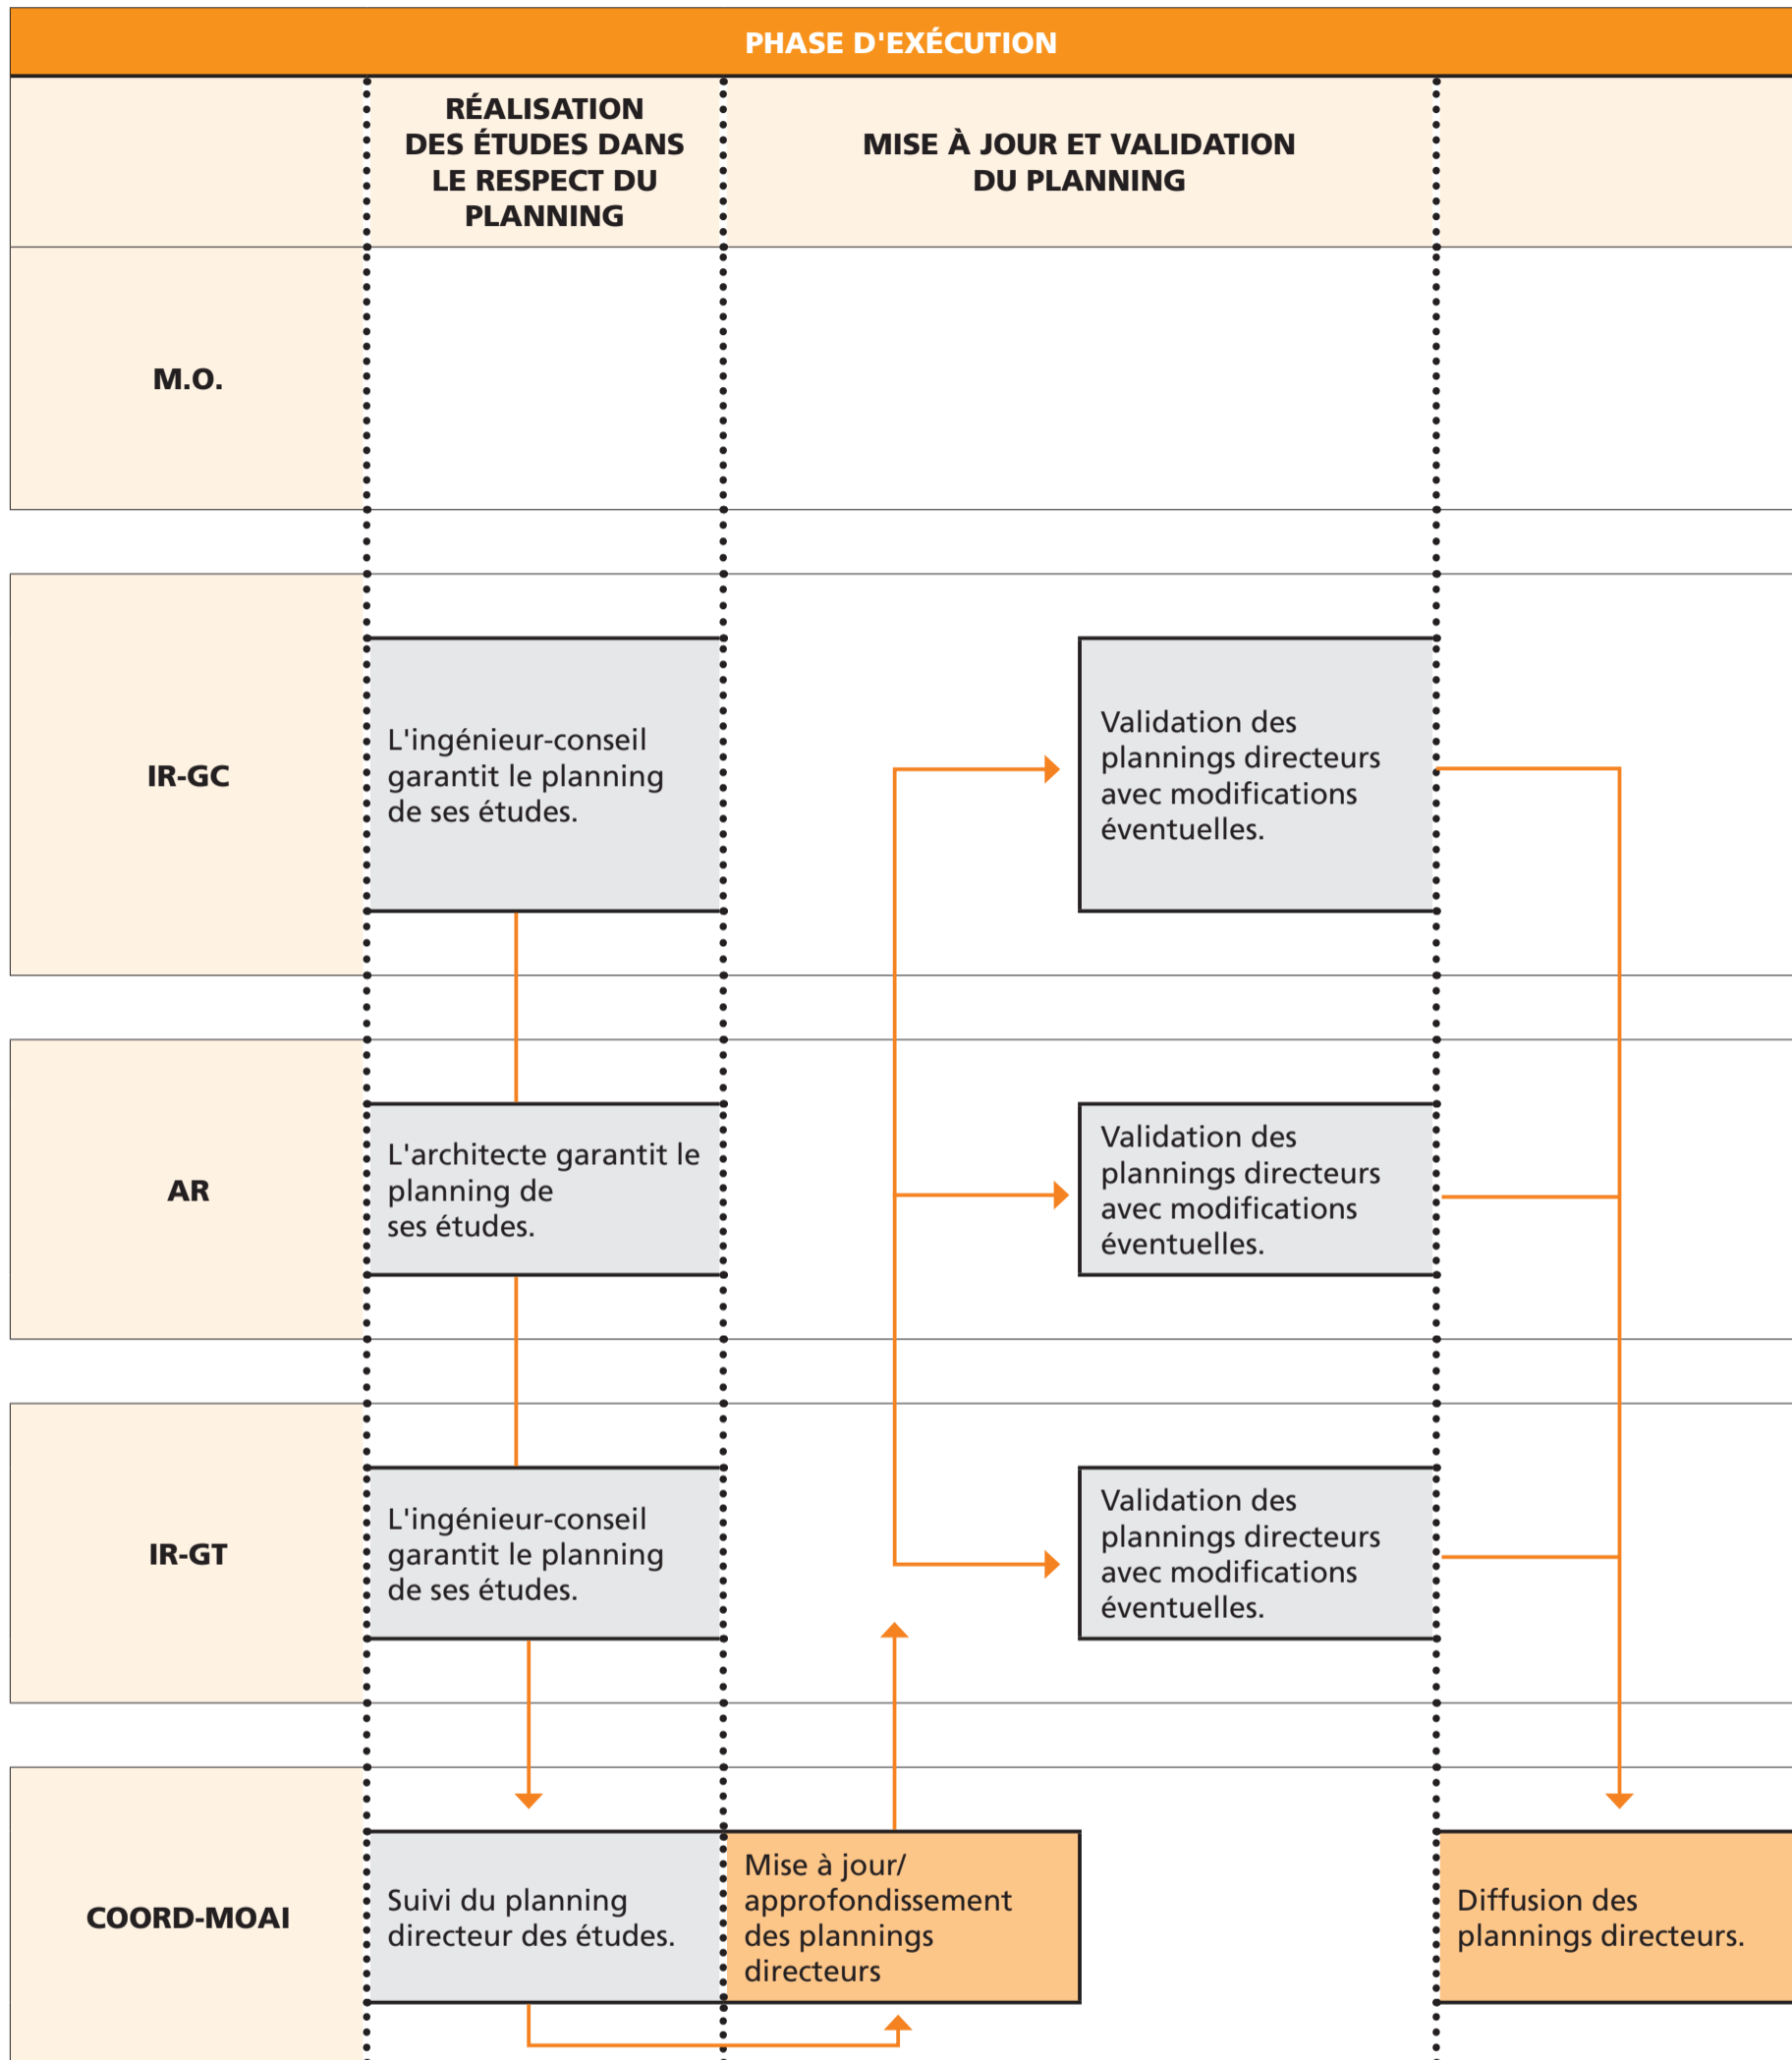 PHASE D'EXÉCUTION
RÉALISATION
DES ÉTUDES DANS
LE RESPECT DU
PLANNING
MISE À JOUR ET VALIDATION
DU PLANNING
M.O.
IR-GC
L'ingénieur-conseil
garantit le planning
de ses études.
Validation des
plannings directeurs
avec modifications
éventuelles.
AR
L'architecte garantit le
planning de
ses études.
Validation des
plannings directeurs
avec modifications
éventuelles.
IR-GT
L'ingénieur-conseil
garantit le planning
de ses études.
Validation des
plannings directeurs
avec modifications
éventuelles.
COORD-MOAI
Suivi du planning
directeur des études.
Mise à jour/
approfondissement
des plannings
directeurs
Diffusion des
plannings directeurs.